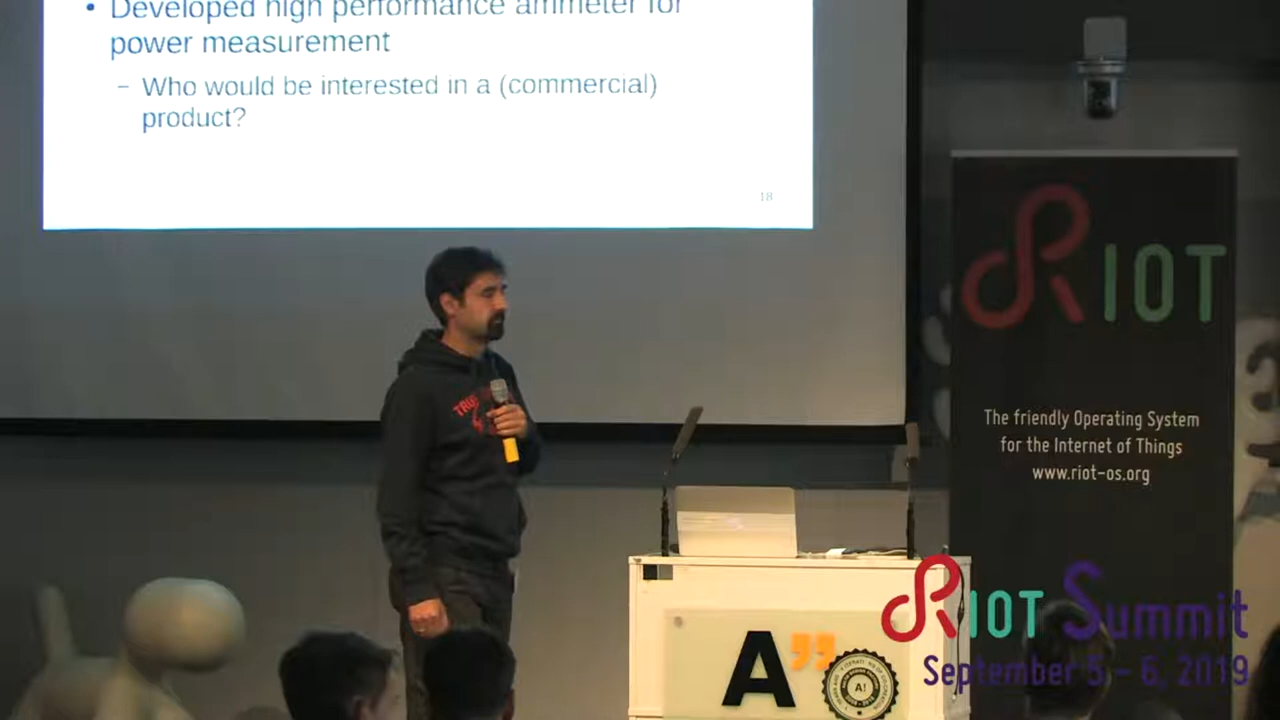 • Developed high performance ammeter for
power measurement
– Who would be interested in a (commercial)
product?
18
RIOT
The friendly Operating System
for the Internet of Things
www.riot-os.org
TRUE
A"
A!
RIOT Summit
September 5 - 6, 2019